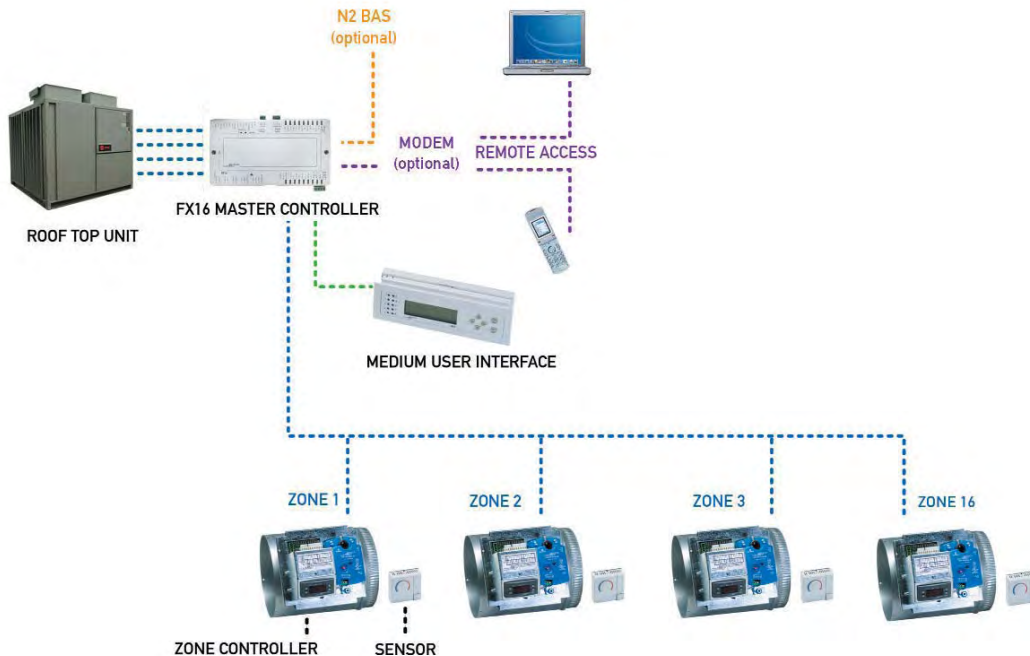 N2 BAS
(optional)
MODEM
(optional)
REMOTE ACCESS
FX16 MASTER CONTROLLER
ROOF TOP UNIT
MEDIUM USER INTERFACE
ZONE 1
ZONE 2
ZONE 3
ZONE 16
ZONE CONTROLLER
SENSOR